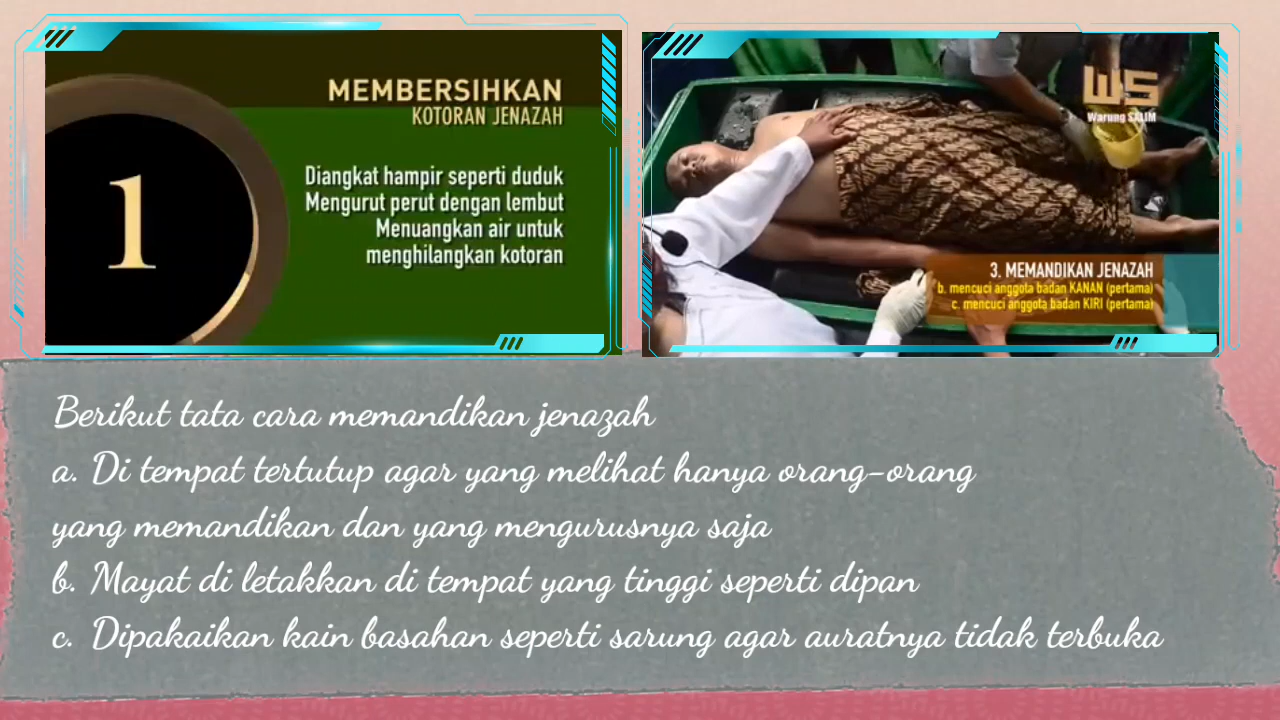 1
MEMBERSIHKAN
KOTORAN JENAZAH
Diangkat hampir seperti duduk
Mengurut perut dengan lembut
Menuangkan air untuk
menghilangkan kotoran
WS
Warung SALIM
3. MEMANDIKAN JENAZAH
b. mencuci anggota badan KANAN (pertama)
c. mencuci anggota badan KIRI (pertama)
Berikut tata cara memandikan jenazah
a. Di tempat tertutup agar yang melihat hanya orang-orang
yang memandikan dan yang mengurusnya saja
b. Mayat di letakkan di tempat yang tinggi seperti dipan
c. Dipakaikan kain basahan seperti sarung agar auratnya tidak terbuka